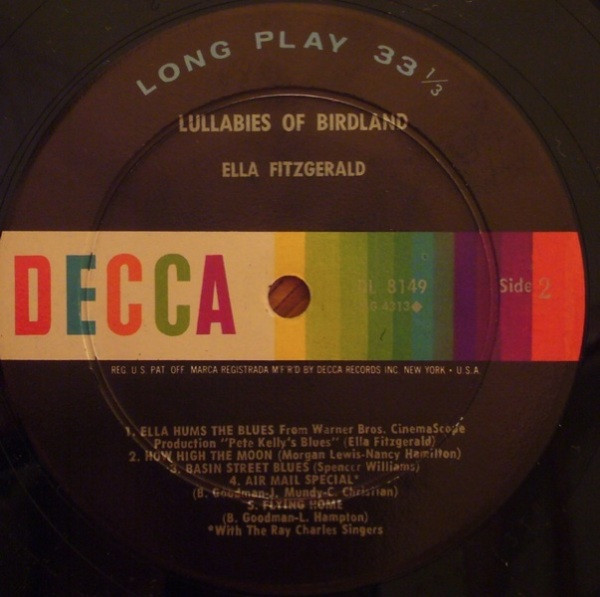 LONG PLAY 33 1/3
LULLABIES OF BIRDLAND
ELLA FITZGERALD
DECCA
DL 8149
Side 2
G 4313◆
REG. U.S. PAT. OFF. MARCA REGISTRADA M'F'R'D BY DECCA RECORDS INC. NEW YORK • U.S.A.
1. ELLA HUMS THE BLUES From Warner Bros. CinemaScope
Production "Pete Kelly's Blues" (Ella Fitzgerald)
2. HOW HIGH THE MOON (Morgan Lewis-Nancy Hamilton)
3. BASIN STREET BLUES (Spencer Williams)
4. AIR MAIL SPECIAL*
(B. Goodman-J. Mundy-C. Christian)
5. FLYING HOME
(B. Goodman-L. Hampton)
*With The Ray Charles Singers